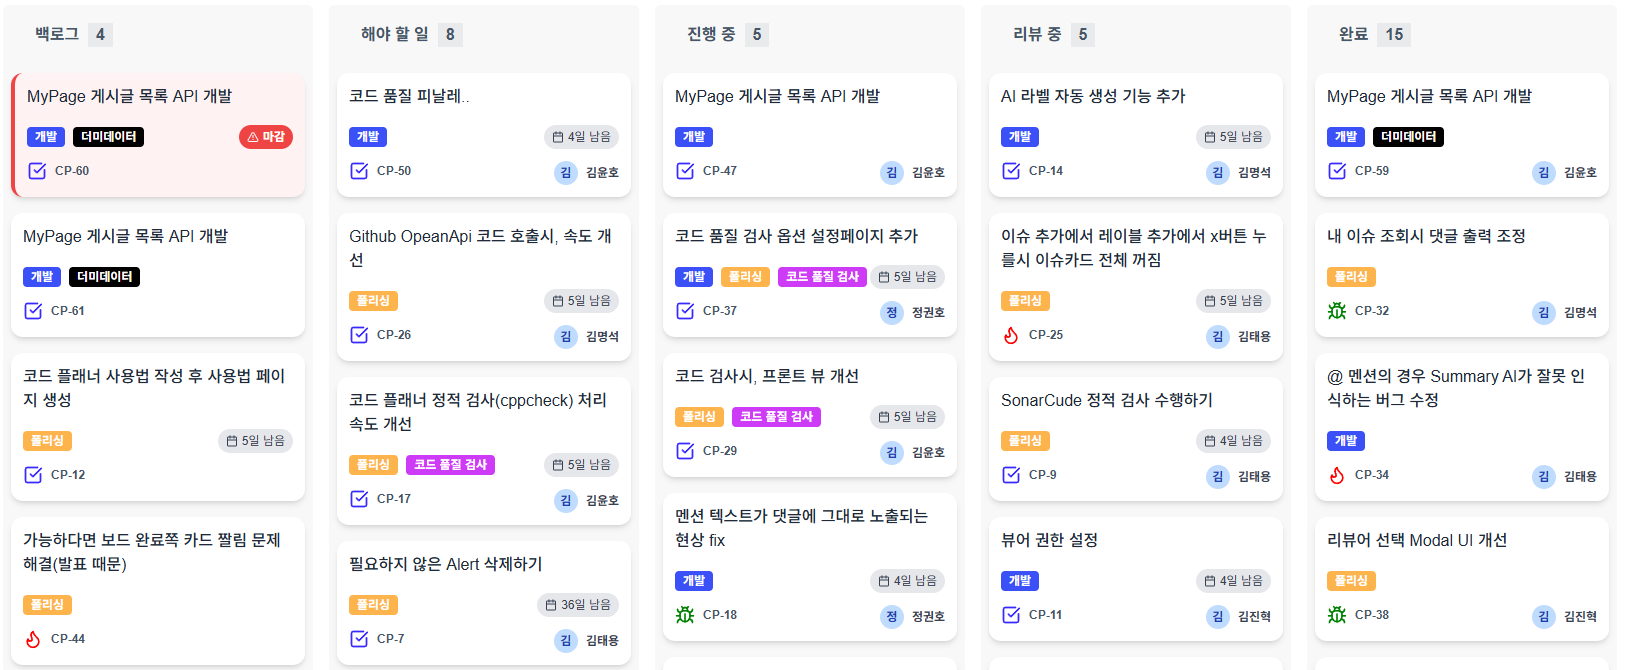 백로그 4
MyPage 게시글 목록 API 개발
개발 더미데이터 마감
CP-60
MyPage 게시글 목록 API 개발
개발 더미데이터
CP-61
코드 플래너 사용법 작성 후 사용법 페이
지 생성
폴리싱 5일 남음
CP-12
가능하다면 보드 완료쪽 카드 짤림 문제
해결(발표 때문)
폴리싱
CP-44
해야 할 일 8
코드 품질 피날레..
개발 4일 남음
CP-50 김 김윤호
Github OpeanApi 코드 호출시, 속도 개
선
폴리싱 5일 남음
CP-26 김 김명석
코드 플래너 정적 검사(cppcheck) 처리
속도 개선
폴리싱 코드 품질 검사 5일 남음
CP-17 김 김윤호
필요하지 않은 Alert 삭제하기
폴리싱 36일 남음
CP-7 김 김태용
진행 중 5
MyPage 게시글 목록 API 개발
개발
CP-47 김 김윤호
코드 품질 검사 옵션 설정페이지 추가
개발 폴리싱 코드 품질 검사 5일 남음
CP-37 정 정권호
코드 검사시, 프론트 뷰 개선
폴리싱 코드 품질 검사 5일 남음
CP-29 김 김윤호
멘션 텍스트가 댓글에 그대로 노출되는
현상 fix
개발 4일 남음
CP-18 정 정권호
리뷰 중 5
AI 라벨 자동 생성 기능 추가
개발 5일 남음
CP-14 김 김명석
이슈 추가에서 레이블 추가에서 x버튼 누
를시 이슈카드 전체 꺼짐
폴리싱 5일 남음
CP-25 김 김태용
SonarCude 정적 검사 수행하기
폴리싱 4일 남음
CP-9 김 김태용
뷰어 권한 설정
개발 4일 남음
CP-11 김 김진혁
완료 15
MyPage 게시글 목록 API 개발
개발 더미데이터
CP-59 김 김윤호
내 이슈 조회시 댓글 출력 조정
폴리싱
CP-32 김 김명석
@ 멘션의 경우 Summary AI가 잘못 인
식하는 버그 수정
개발
CP-34 김 김태용
리뷰어 선택 Modal UI 개선
폴리싱
CP-38 김 김진혁